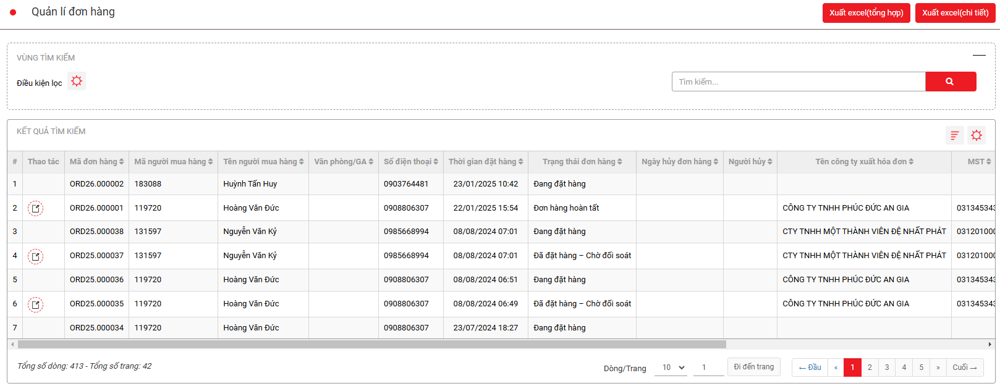 Quản lí đơn hàng
Xuất excel(tổng hợp) Xuất excel(chi tiết)
VÙNG TÌM KIẾM
Điều kiện lọc
Tìm kiếm...
KẾT QUẢ TÌM KIẾM
# Thao tác Mã đơn hàng Mã người mua hàng Tên người mua hàng Văn phòng/GA Số điện thoại Thời gian đặt hàng Trạng thái đơn hàng Ngày hủy đơn hàng Người hủy Tên công ty xuất hóa đơn MST
1 ORD26.000002 183088 Huỳnh Tấn Huy 0903764481 23/01/2025 10:42 Đang đặt hàng
2 ORD26.000001 119720 Hoàng Văn Đức 0908806307 22/01/2025 15:54 Đơn hàng hoàn tất CÔNG TY TNHH PHÚC ĐỨC AN GIA 031345343
3 ORD25.000038 131597 Nguyễn Văn Kỷ 0985668994 08/08/2024 07:01 Đang đặt hàng CTY TNHH MỘT THÀNH VIÊN ĐỆ NHẤT PHÁT 031201000
4 ORD25.000037 131597 Nguyễn Văn Kỷ 0985668994 08/08/2024 07:01 Đã đặt hàng – Chờ đối soát CTY TNHH MỘT THÀNH VIÊN ĐỆ NHẤT PHÁT 031201000
5 ORD25.000036 119720 Hoàng Văn Đức 0908806307 08/08/2024 06:51 Đang đặt hàng CÔNG TY TNHH PHÚC ĐỨC AN GIA 031345343
6 ORD25.000035 119720 Hoàng Văn Đức 0908806307 08/08/2024 06:49 Đã đặt hàng – Chờ đối soát CÔNG TY TNHH PHÚC ĐỨC AN GIA 031345343
7 ORD25.000034 119720 Hoàng Văn Đức 0908806307 23/07/2024 18:27 Đang đặt hàng
Tổng số dòng: 413 - Tổng số trang: 42
Dòng/Trang 10 1 Đi đến trang ← Đầu « 1 2 3 4 5 » Cuối →